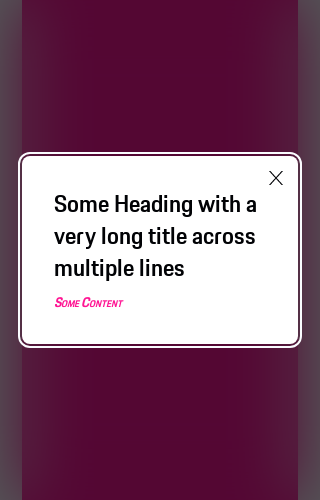 Some Heading with a
very long title across
multiple lines
Some Content